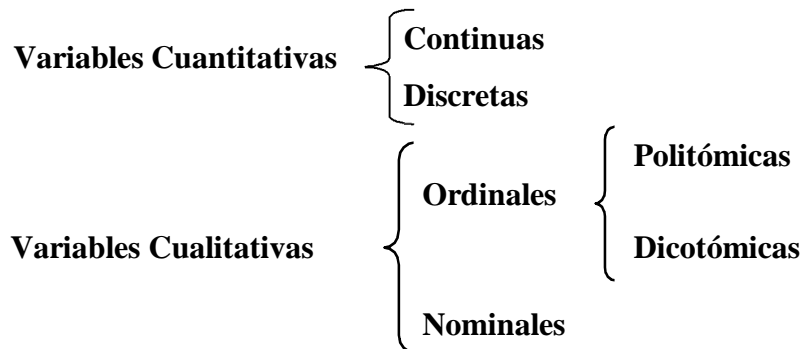 Variables Cuantitativas
Continuas
Discretas
Variables Cualitativas
Ordinales
Politómicas
Dicotómicas
Nominales